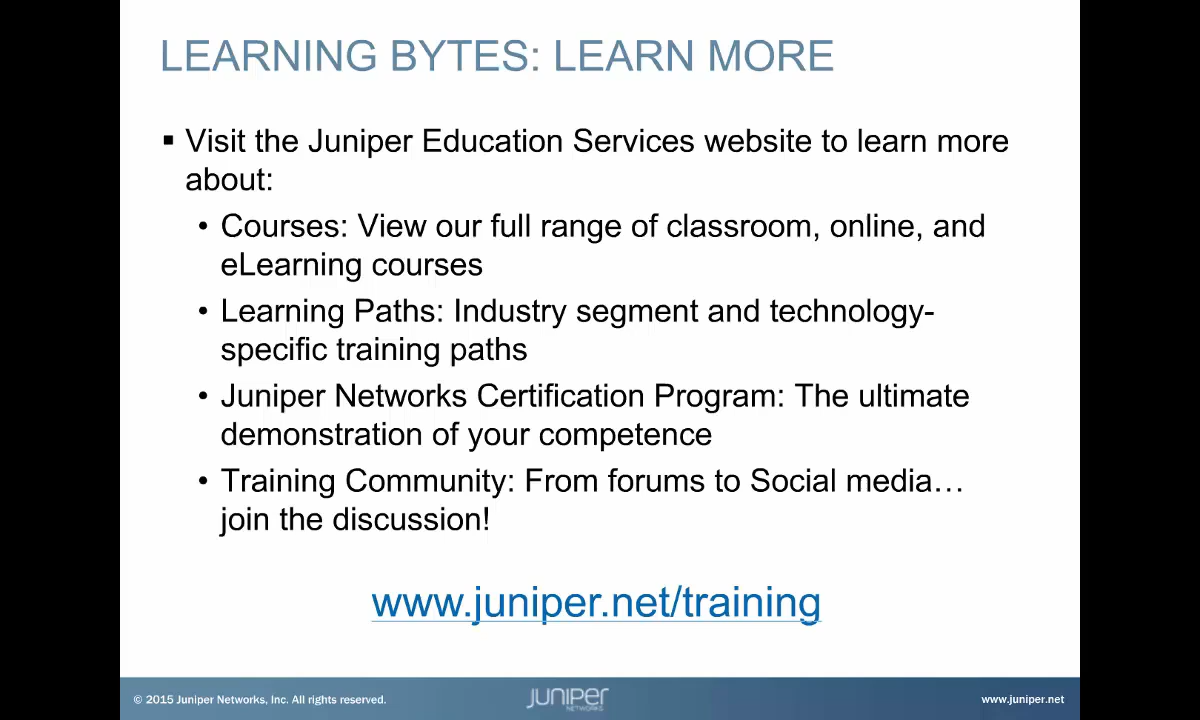 LEARNING BYTES: LEARN MORE
▪ Visit the Juniper Education Services website to learn more
about:
• Courses: View our full range of classroom, online, and
eLearning courses
• Learning Paths: Industry segment and technology-
specific training paths
• Juniper Networks Certification Program: The ultimate
demonstration of your competence
• Training Community: From forums to Social media…
join the discussion!
www.juniper.net/training
© 2015 Juniper Networks, Inc. All rights reserved.
JUNIPER
NETWORKS
www.juniper.net